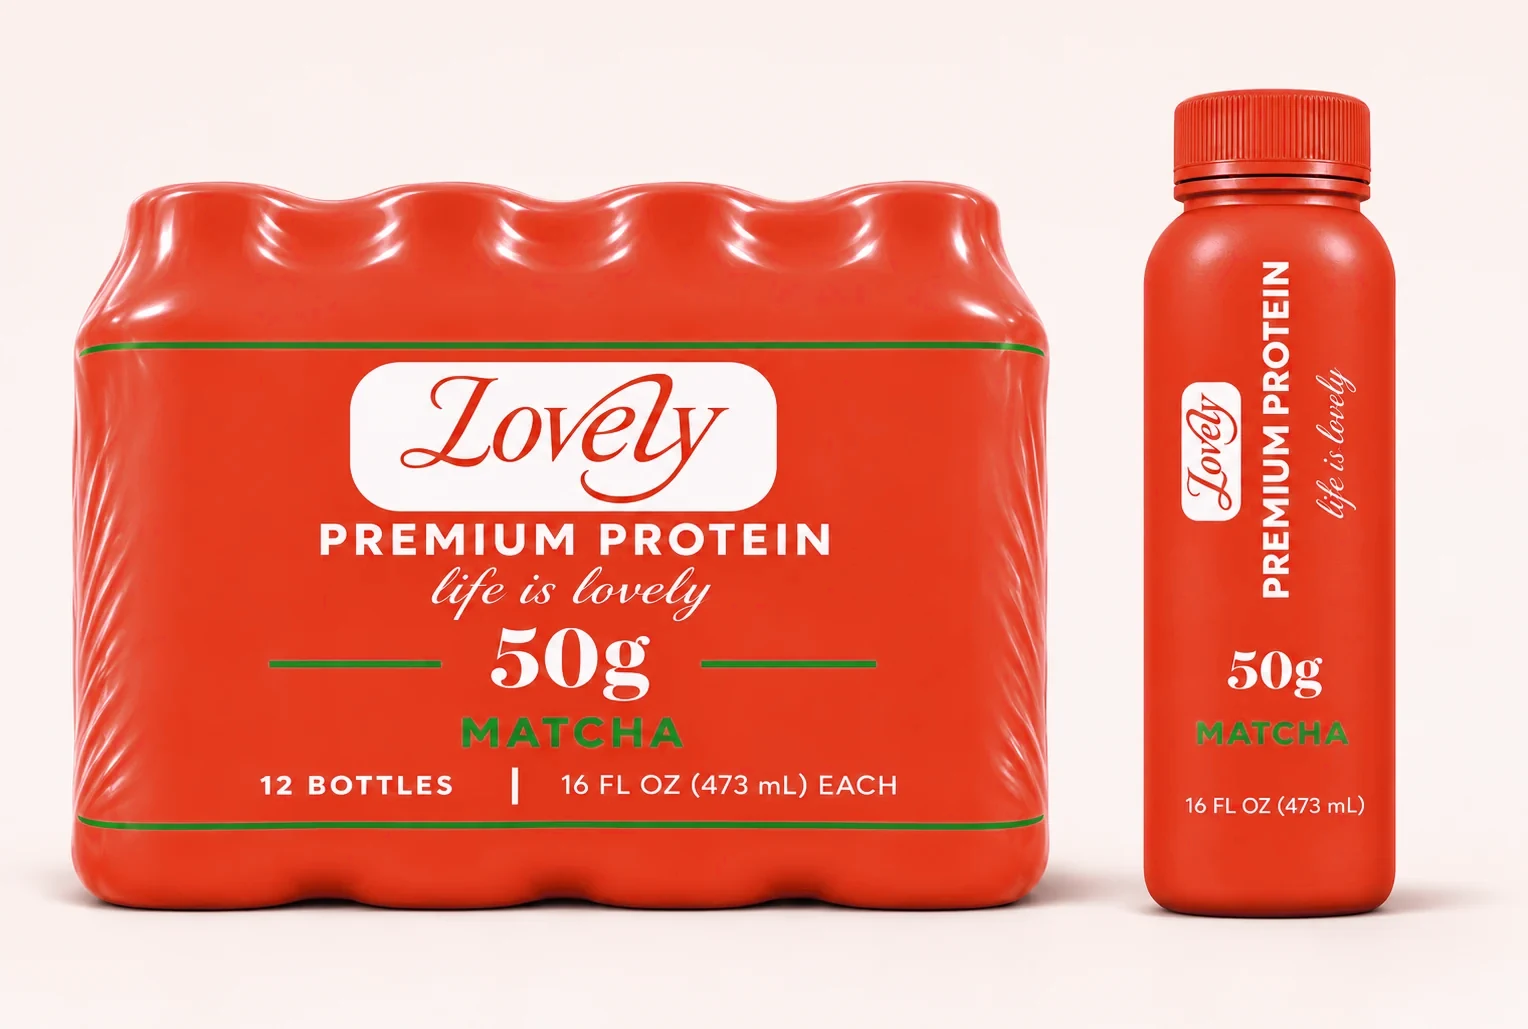 Lovely
PREMIUM PROTEIN
life is lovely
50g
MATCHA
12 BOTTLES | 16 FL OZ (473 mL) EACH
Lovely
PREMIUM PROTEIN
life is lovely
50g
MATCHA
16 FL OZ (473 mL)